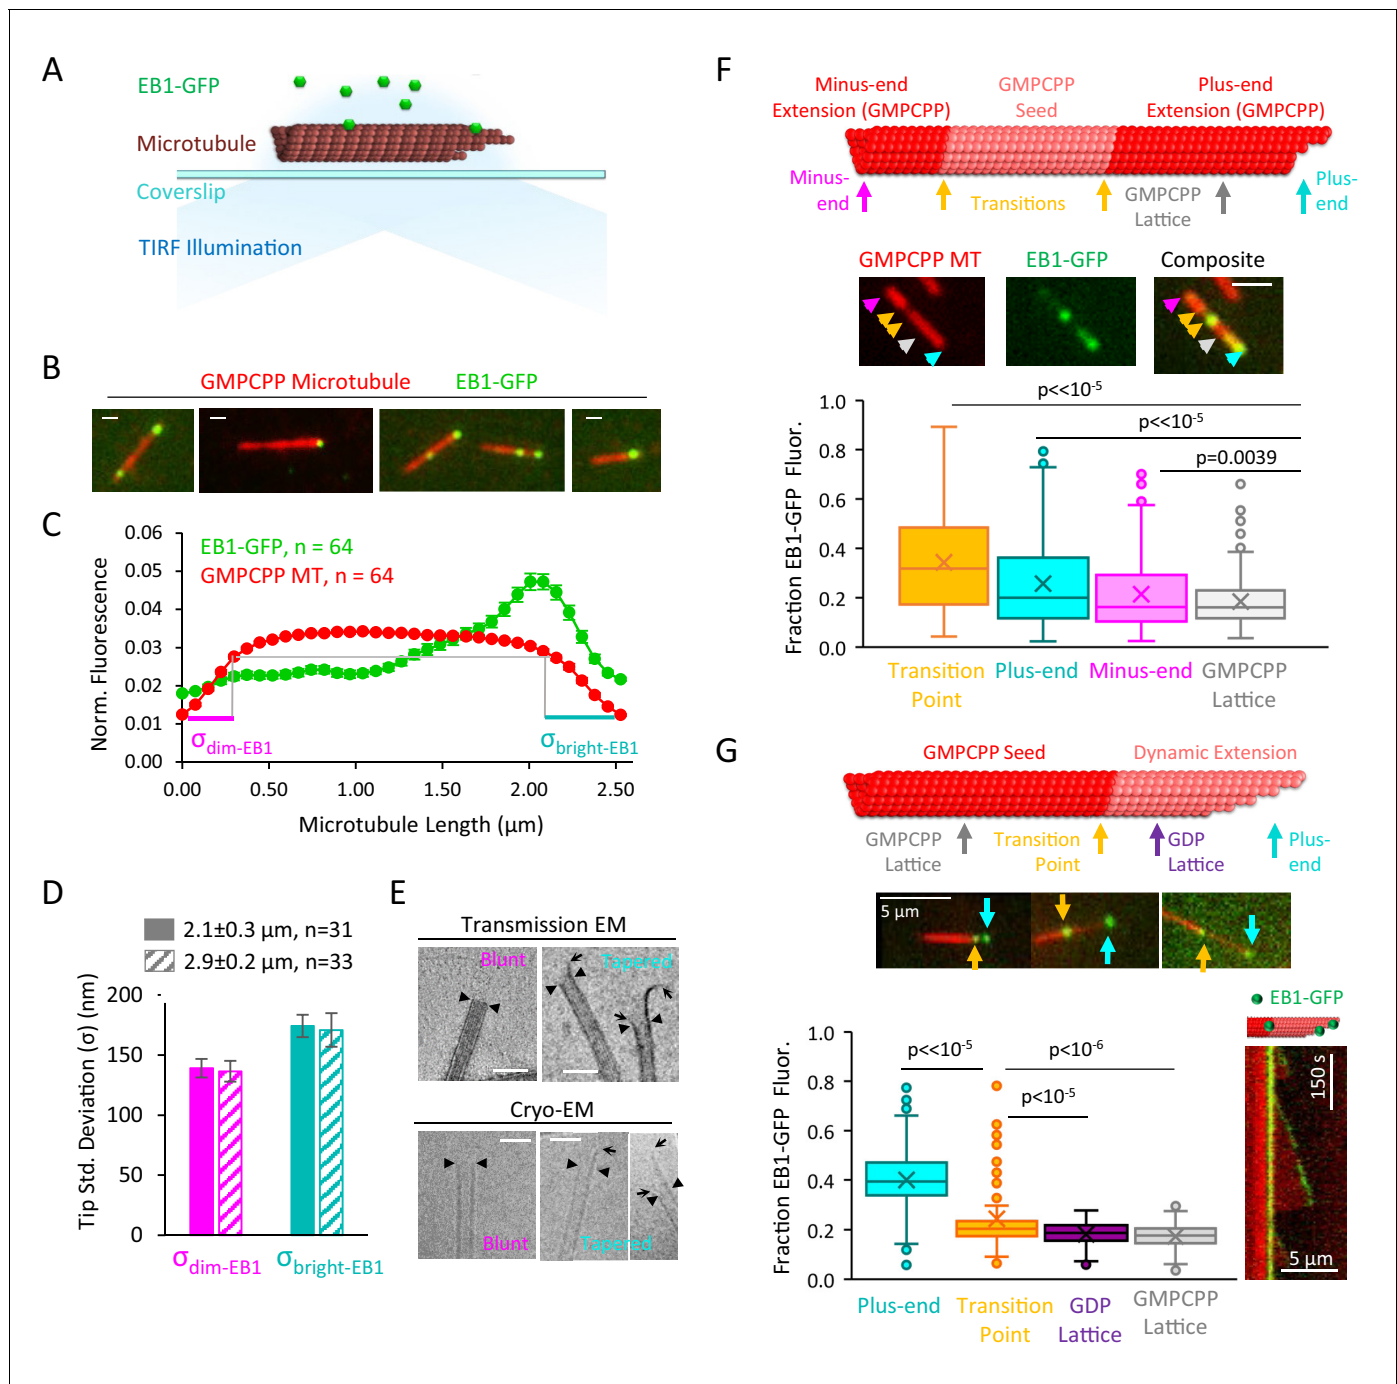 A
EB1-GFP
Microtubule
Coverslip
TIRF Illumination
B
GMPCPP Microtubule EB1-GFP
C
EB1-GFP, n = 64
GMPCPP MT, n = 64
Norm. Fluorescence
0.06
0.05
0.04
0.03
0.02
0.01
0.00
σdim-EB1
σbright-EB1
0.00 0.50 1.00 1.50 2.00 2.50
Microtubule Length (µm)
D
2.1±0.3 µm, n=31
2.9±0.2 µm, n=33
Tip Std. Deviation (σ) (nm)
200
150
100
50
0
σdim-EB1 σbright-EB1
E
Transmission EM
Blunt Tapered
Cryo-EM
Blunt Tapered
F
Minus-end
Extension (GMPCPP)
GMPCPP
Seed
Plus-end
Extension (GMPCPP)
Minus-
end
Transitions
GMPCPP
Lattice
Plus-
end
GMPCPP MT EB1-GFP Composite
p<<10-5
p<<10-5
p=0.0039
Fraction EB1-GFP Fluor.
1.0
0.8
0.6
0.4
0.2
0.0
Transition
Point
Plus-end
Minus-end
GMPCPP
Lattice
G
GMPCPP Seed Dynamic Extension
GMPCPP
Lattice
Transition
Point
GDP
Lattice
Plus-
end
5 µm
EB1-GFP
150 s
5 µm
p<<10-5
p<10-6
p<10-5
Fraction EB1-GFP Fluor.
1.0
0.8
0.6
0.4
0.2
0.0
Plus-end
Transition
Point
GDP
Lattice
GMPCPP
Lattice